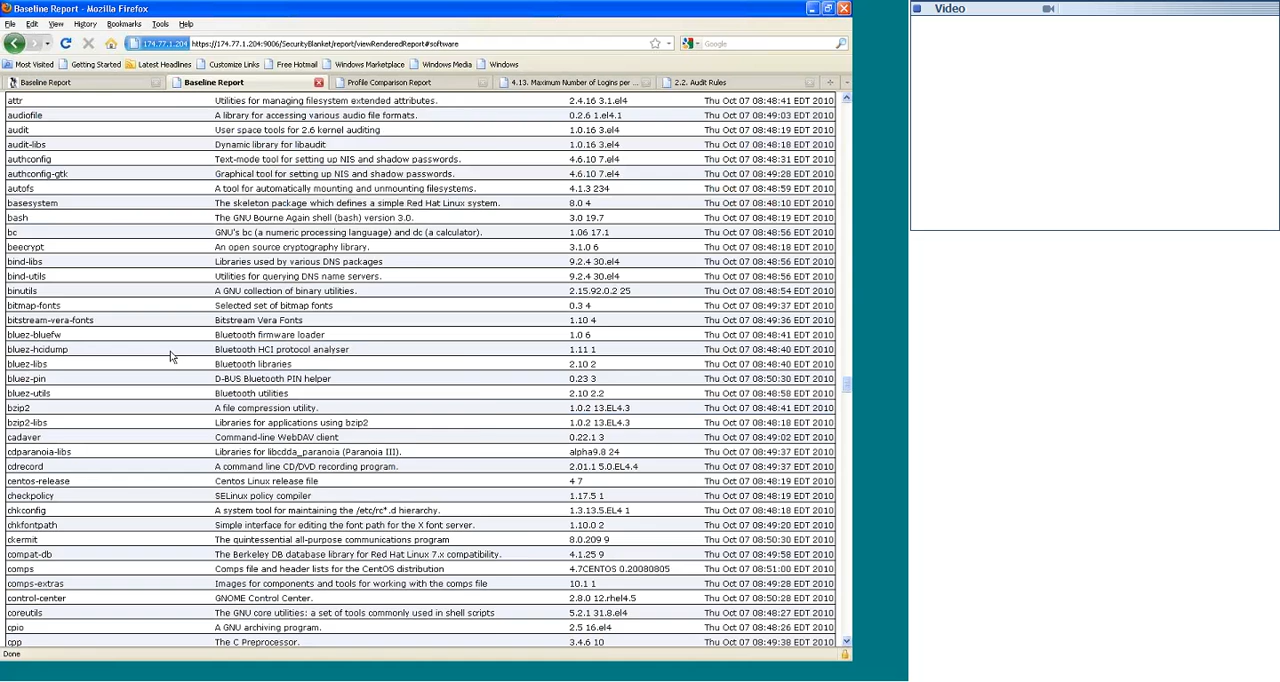 Baseline Report - Mozilla Firefox
File Edit View History Bookmarks Tools Help
174.77.1.204 https://174.77.1.204:9006/SecurityBlanket/report/viewRenderedReport#software
Google
Most Visited Getting Started Latest Headlines Customize Links Free Hotmail Windows Marketplace Windows Media Windows
Baseline Report Baseline Report Profile Comparison Report 4.13. Maximum Number of Logins per ... 2.2. Audit Rules
attr Utilities for managing filesystem extended attributes. 2.4.16 3.1.el4 Thu Oct 07 08:48:41 EDT 2010
audiofile A library for accessing various audio file formats. 0.2.6 1.el4.1 Thu Oct 07 08:49:03 EDT 2010
audit User space tools for 2.6 kernel auditing 1.0.16 3.el4 Thu Oct 07 08:48:19 EDT 2010
audit-libs Dynamic library for libaudit 1.0.16 3.el4 Thu Oct 07 08:48:18 EDT 2010
authconfig Text-mode tool for setting up NIS and shadow passwords. 4.6.10 7.el4 Thu Oct 07 08:48:31 EDT 2010
authconfig-gtk Graphical tool for setting up NIS and shadow passwords. 4.6.10 7.el4 Thu Oct 07 08:49:28 EDT 2010
autofs A tool for automatically mounting and unmounting filesystems. 4.1.3 234 Thu Oct 07 08:48:59 EDT 2010
basesystem The skeleton package which defines a simple Red Hat Linux system. 8.0 4 Thu Oct 07 08:48:10 EDT 2010
bash The GNU Bourne Again shell (bash) version 3.0. 3.0 19.7 Thu Oct 07 08:48:17 EDT 2010
bc GNU's bc (a numeric processing language) and dc (a calculator). 1.06 17.1 Thu Oct 07 08:48:56 EDT 2010
beecrypt An open source cryptography library. 3.1.0 6 Thu Oct 07 08:48:18 EDT 2010
bind-libs Libraries used by various DNS packages 9.2.4 30.el4 Thu Oct 07 08:48:56 EDT 2010
bind-utils Utilities for querying DNS name servers. 9.2.4 30.el4 Thu Oct 07 08:48:56 EDT 2010
binutils A GNU collection of binary utilities. 2.15.92.0.2 25 Thu Oct 07 08:48:54 EDT 2010
bitmap-fonts Selected set of bitmap fonts 0.3 4 Thu Oct 07 08:49:37 EDT 2010
bitstream-vera-fonts Bitstream Vera Fonts 1.10 4 Thu Oct 07 08:49:36 EDT 2010
bluez-bluefw Bluetooth firmware loader 1.0 6 Thu Oct 07 08:48:41 EDT 2010
bluez-hcidump Bluetooth HCI protocol analyser 1.11 1 Thu Oct 07 08:48:40 EDT 2010
bluez-libs Bluetooth libraries 2.10 2 Thu Oct 07 08:48:40 EDT 2010
bluez-pin D-BUS Bluetooth PIN helper 0.23 3 Thu Oct 07 08:50:30 EDT 2010
bluez-utils Bluetooth utilities 2.10 2.2 Thu Oct 07 08:48:58 EDT 2010
bzip2 A file compression utility. 1.0.2 13.EL4.3 Thu Oct 07 08:48:41 EDT 2010
bzip2-libs Libraries for applications using bzip2 1.0.2 13.EL4.3 Thu Oct 07 08:48:18 EDT 2010
cadaver Command-line WebDAV client 0.22.1 3 Thu Oct 07 08:49:02 EDT 2010
cdparanoia-libs Libraries for libcdda_paranoia (Paranoia III). alpha9.8 24 Thu Oct 07 08:49:37 EDT 2010
cdrecord A command line CD/DVD recording program. 2.01.1 5.0.EL4.4 Thu Oct 07 08:49:37 EDT 2010
centos-release Centos Linux release file 4 7 Thu Oct 07 08:48:19 EDT 2010
checkpolicy SELinux policy compiler 1.17.5 1 Thu Oct 07 08:48:19 EDT 2010
chkconfig A system tool for maintaining the /etc/rc*.d hierarchy. 1.3.13.5.EL4 1 Thu Oct 07 08:48:18 EDT 2010
chkfontpath Simple interface for editing the font path for the X font server. 1.10.0 2 Thu Oct 07 08:49:20 EDT 2010
ckermit The quintessential all-purpose communications program 8.0.209 9 Thu Oct 07 08:50:30 EDT 2010
compat-db The Berkeley DB database library for Red Hat Linux 7.x compatibility. 4.1.25 9 Thu Oct 07 08:49:58 EDT 2010
comps Comps file and header lists for the CentOS distribution 4.7CENTOS 0.20080805 Thu Oct 07 08:51:00 EDT 2010
comps-extras Images for components and tools for working with the comps file 10.1 1 Thu Oct 07 08:49:28 EDT 2010
control-center GNOME Control Center. 2.8.0 12.rhel4.5 Thu Oct 07 08:50:28 EDT 2010
coreutils The GNU core utilities: a set of tools commonly used in shell scripts 5.2.1 31.8.el4 Thu Oct 07 08:48:27 EDT 2010
cpio A GNU archiving program. 2.5 16.el4 Thu Oct 07 08:48:26 EDT 2010
cpp The C Preprocessor. 3.4.6 10 Thu Oct 07 08:49:38 EDT 2010
Done
Video